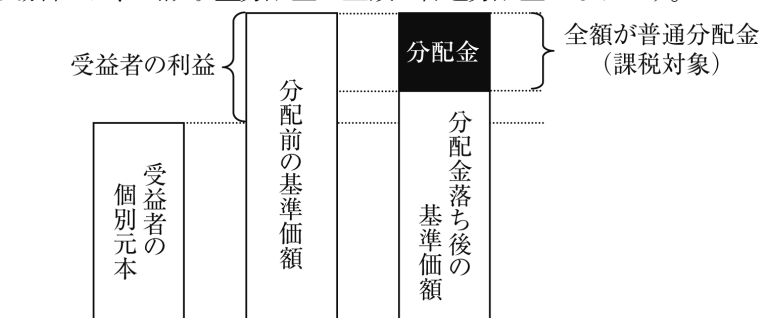 受益者の利益
分配金
全額が普通分配金
（課税対象）
受益者の
個別元本
分配前の基準価額
分配金落ち後の
基準価額